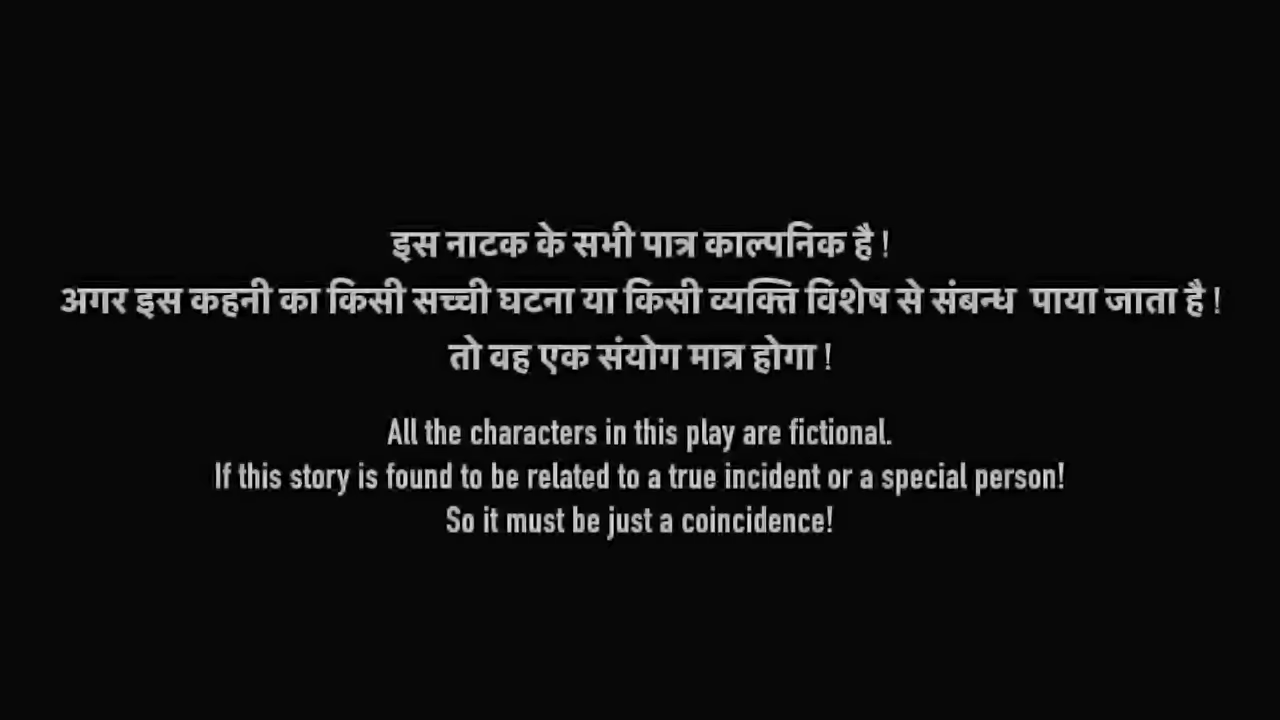 इस नाटक के सभी पात्र काल्पनिक है !
अगर इस कहनी का किसी सच्ची घटना या किसी व्यक्ति विशेष से संबन्ध पाया जाता है !
तो वह एक संयोग मात्र होगा !
All the characters in this play are fictional.
If this story is found to be related to a true incident or a special person!
So it must be just a coincidence!